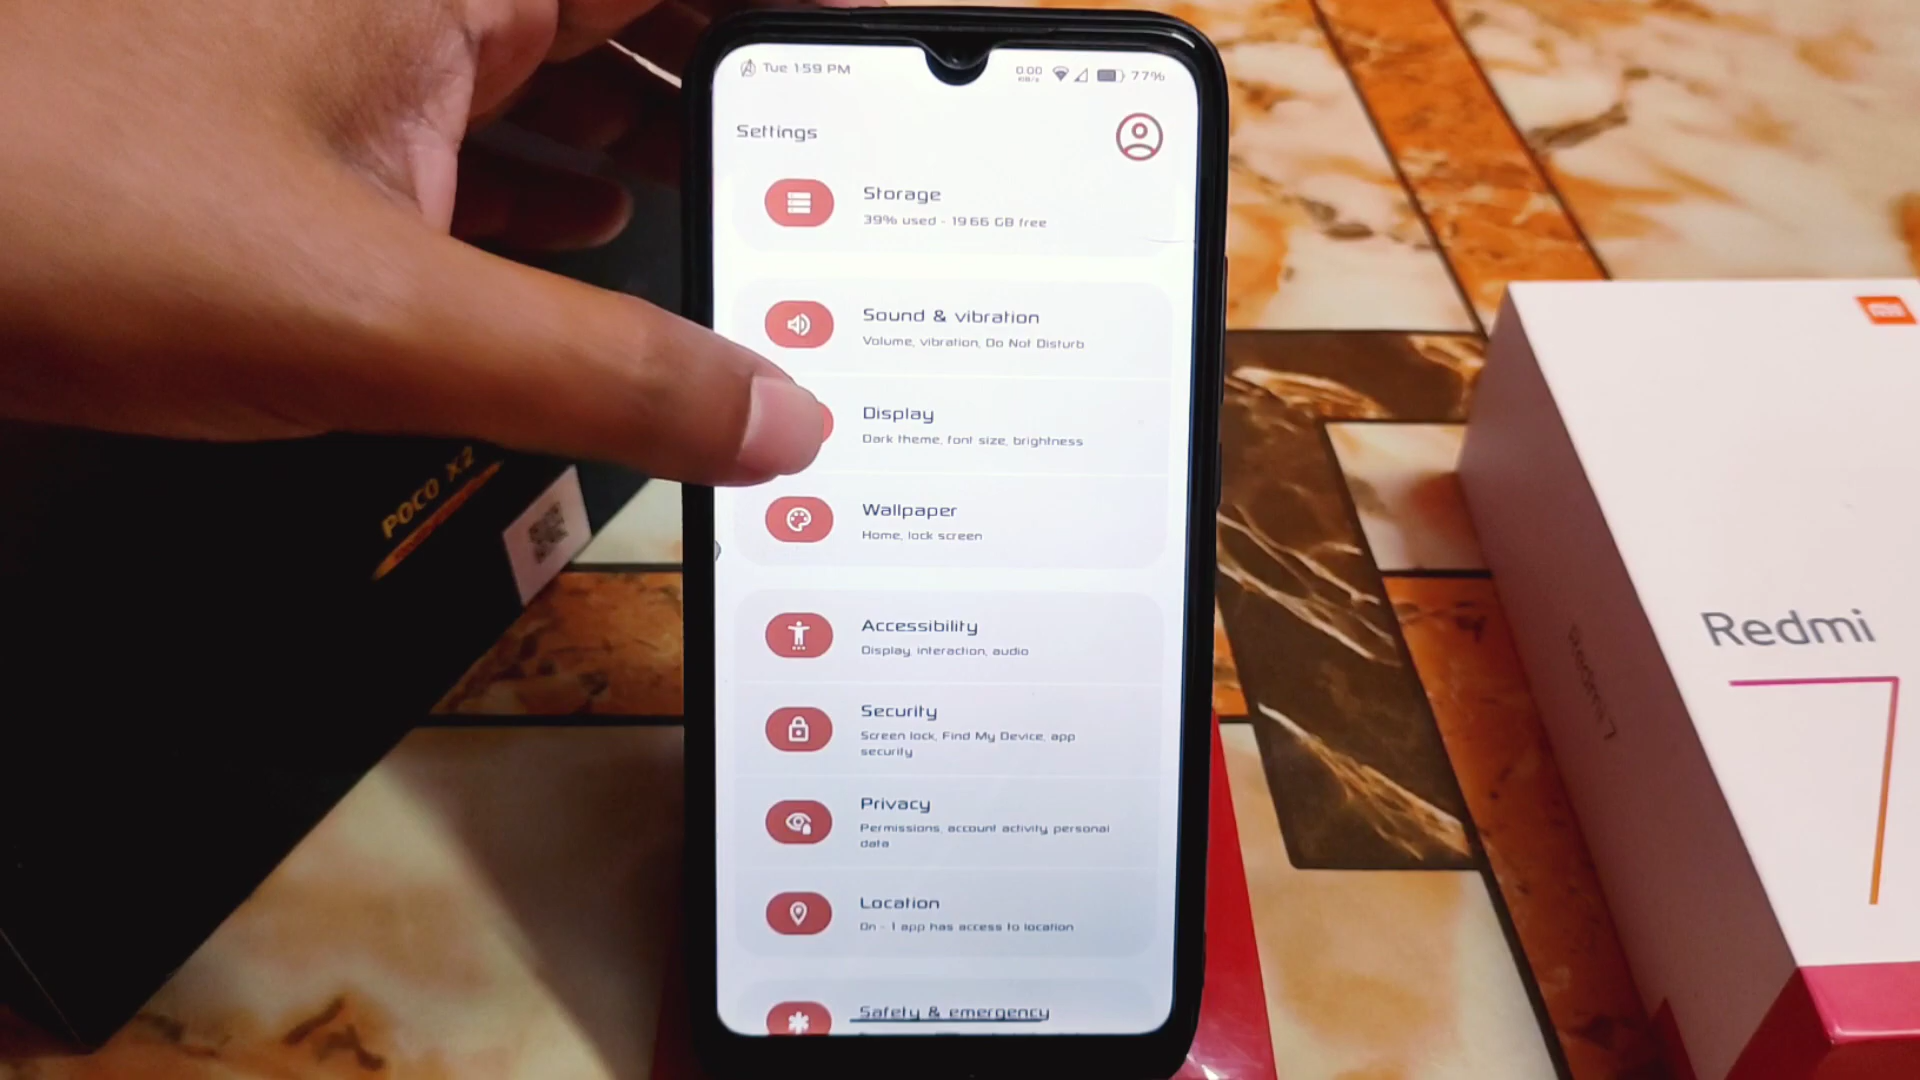 Tue 1:59 PM
0.00
77%
Settings
Storage
39% used - 19.66 GB free
Sound & vibration
Volume, vibration, Do Not Disturb
Display
Dark theme, font size, brightness
Wallpaper
Home, lock screen
Accessibility
Display, interaction, audio
Security
Screen lock, Find My Device, app
security
Privacy
Permissions, account activity, personal
data
Location
On - 1 app has access to location
Safety & emergency
POCO X2
Redmi
7